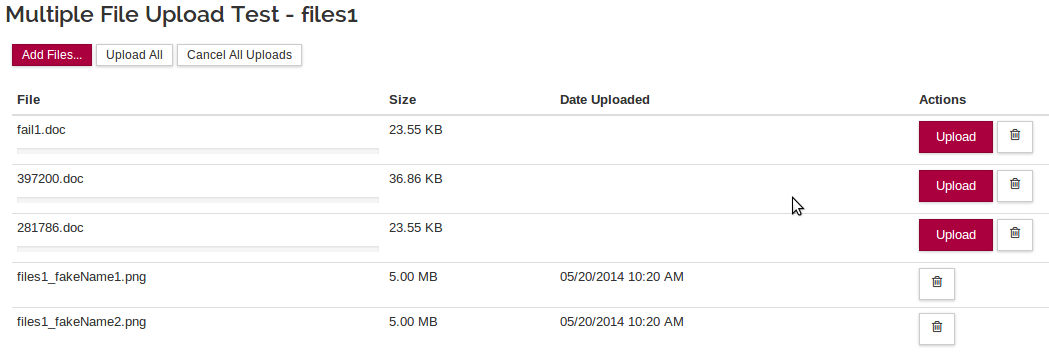 Multiple File Upload Test - files1
Add Files... Upload All Cancel All Uploads
File Size Date Uploaded Actions
fail1.doc 23.55 KB Upload
397200.doc 36.86 KB Upload
281786.doc 23.55 KB Upload
files1_fakeName1.png 5.00 MB 05/20/2014 10:20 AM
files1_fakeName2.png 5.00 MB 05/20/2014 10:20 AM